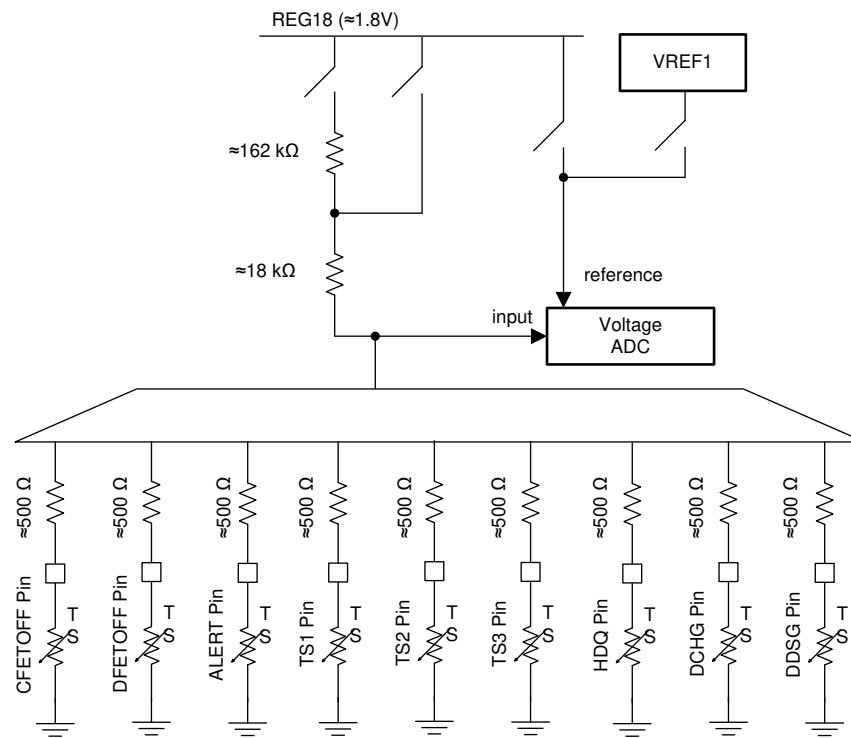 REG18 (≈1.8V)
VREF1
≈162 kΩ
≈18 kΩ
reference
input
Voltage
ADC
≈500 Ω
≈500 Ω
≈500 Ω
≈500 Ω
≈500 Ω
≈500 Ω
≈500 Ω
≈500 Ω
≈500 Ω
CFETOFF Pin
T
S
DFETOFF Pin
T
S
ALERT Pin
T
S
TS1 Pin
T
S
TS2 Pin
T
S
TS3 Pin
T
S
HDQ Pin
T
S
DCHG Pin
T
S
DDSG Pin
T
S